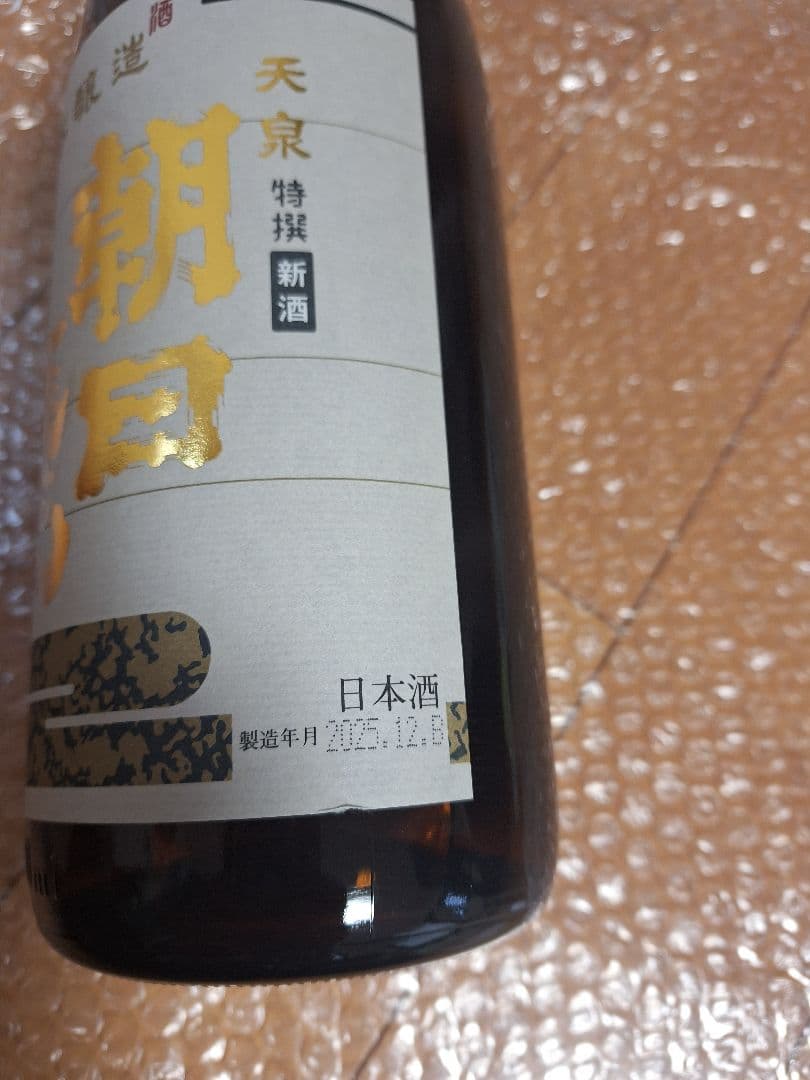 酒
醸造
天泉
朝日
特撰
新酒
日本酒
製造年月 2025.12.B